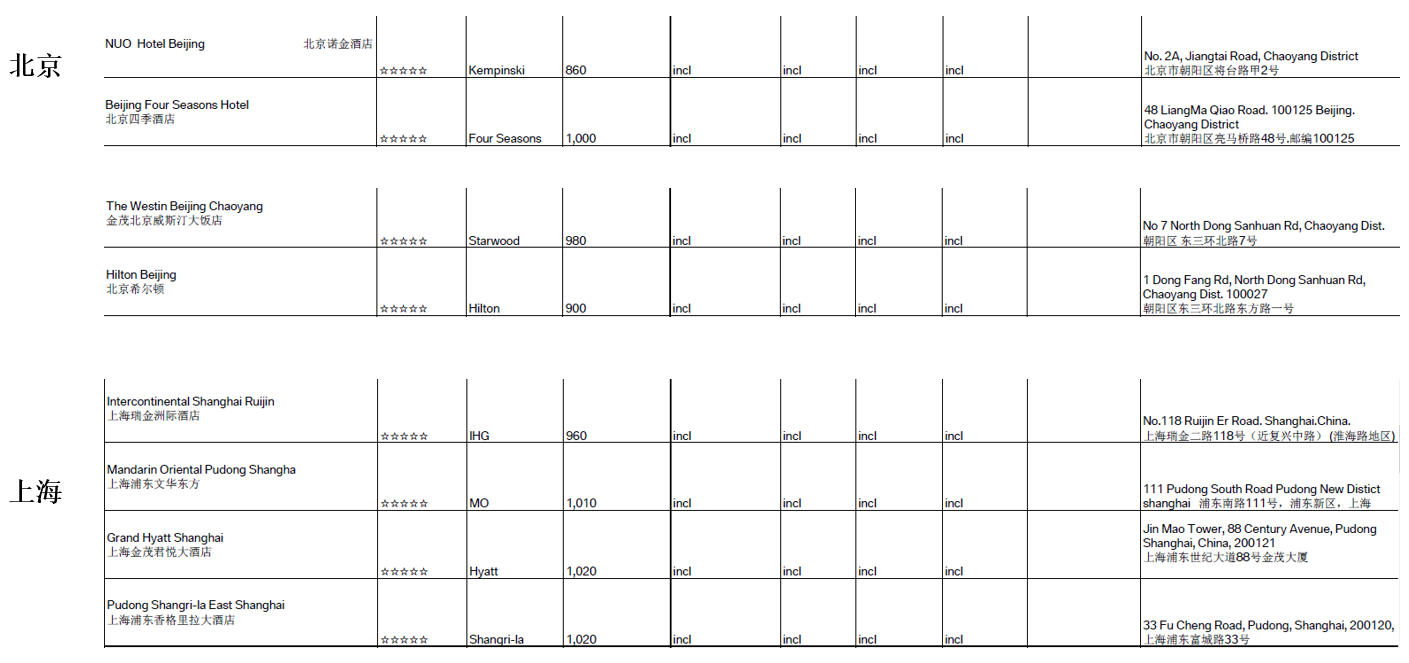 北京
NUO Hotel Beijing 北京诺金酒店
☆☆☆☆☆ Kempinski 860 incl incl incl incl
No. 2A, Jiangtai Road, Chaoyang District
北京市朝阳区将台路甲2号
Beijing Four Seasons Hotel
北京四季酒店
☆☆☆☆☆ Four Seasons 1,000 incl incl incl incl
48 LiangMa Qiao Road. 100125 Beijing.
Chaoyang District
北京市朝阳区亮马桥路48号.邮编100125
The Westin Beijing Chaoyang
金茂北京威斯汀大饭店
☆☆☆☆☆ Starwood 980 incl incl incl incl
No 7 North Dong Sanhuan Rd, Chaoyang Dist.
朝阳区 东三环北路7号
Hilton Beijing
北京希尔顿
☆☆☆☆☆ Hilton 900 incl incl incl incl
1 Dong Fang Rd, North Dong Sanhuan Rd,
Chaoyang Dist. 100027
朝阳区东三环北路东方路一号
上海
Intercontinental Shanghai Ruijin
上海瑞金洲际酒店
☆☆☆☆☆ IHG 960 incl incl incl incl
No.118 Ruijin Er Road. Shanghai.China.
上海瑞金二路118号（近复兴中路） (淮海路地区)
Mandarin Oriental Pudong Shangha
上海浦东文华东方
☆☆☆☆☆ MO 1,010 incl incl incl incl
111 Pudong South Road Pudong New Distict
shanghai 浦东南路111号，浦东新区，上海
Grand Hyatt Shanghai
上海金茂君悦大酒店
☆☆☆☆☆ Hyatt 1,020 incl incl incl incl
Jin Mao Tower, 88 Century Avenue, Pudong
Shanghai, China, 200121
上海浦东世纪大道88号金茂大厦
Pudong Shangri-la East Shanghai
上海浦东香格里拉大酒店
☆☆☆☆☆ Shangri-la 1,020 incl incl incl incl
33 Fu Cheng Road, Pudong, Shanghai, 200120,
上海浦东富城路33号